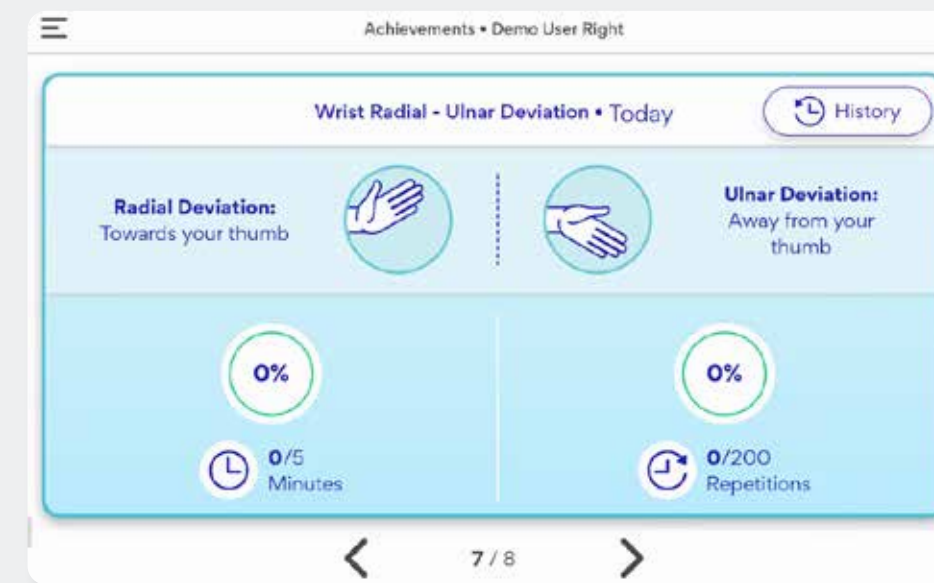 Achievements • Demo User Right
Wrist Radial - Ulnar Deviation • Today
History
Radial Deviation:
Towards your thumb
Ulnar Deviation:
Away from your
thumb
0%
0/5
Minutes
0%
0/200
Repetitions
7 / 8